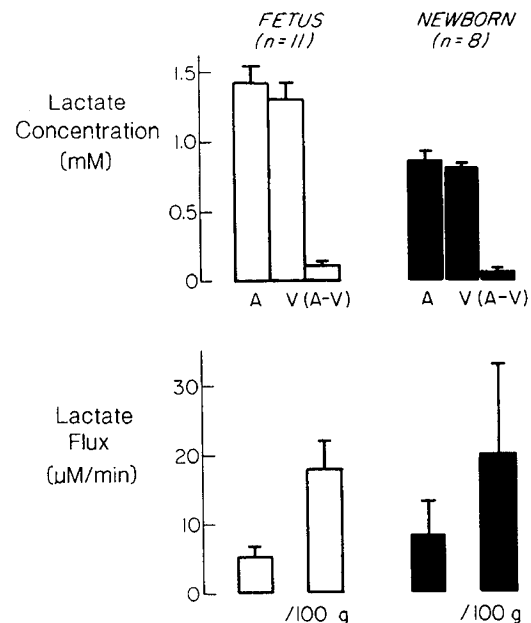 FETUS
(n=11)
NEWBORN
(n=8)
Lactate
Concentration
(mM)
1.5
1.0
0.5
0
A V (A-V)
A V (A-V)
Lactate
Flux
(µM/min)
30
20
10
0
/100 g
/100 g